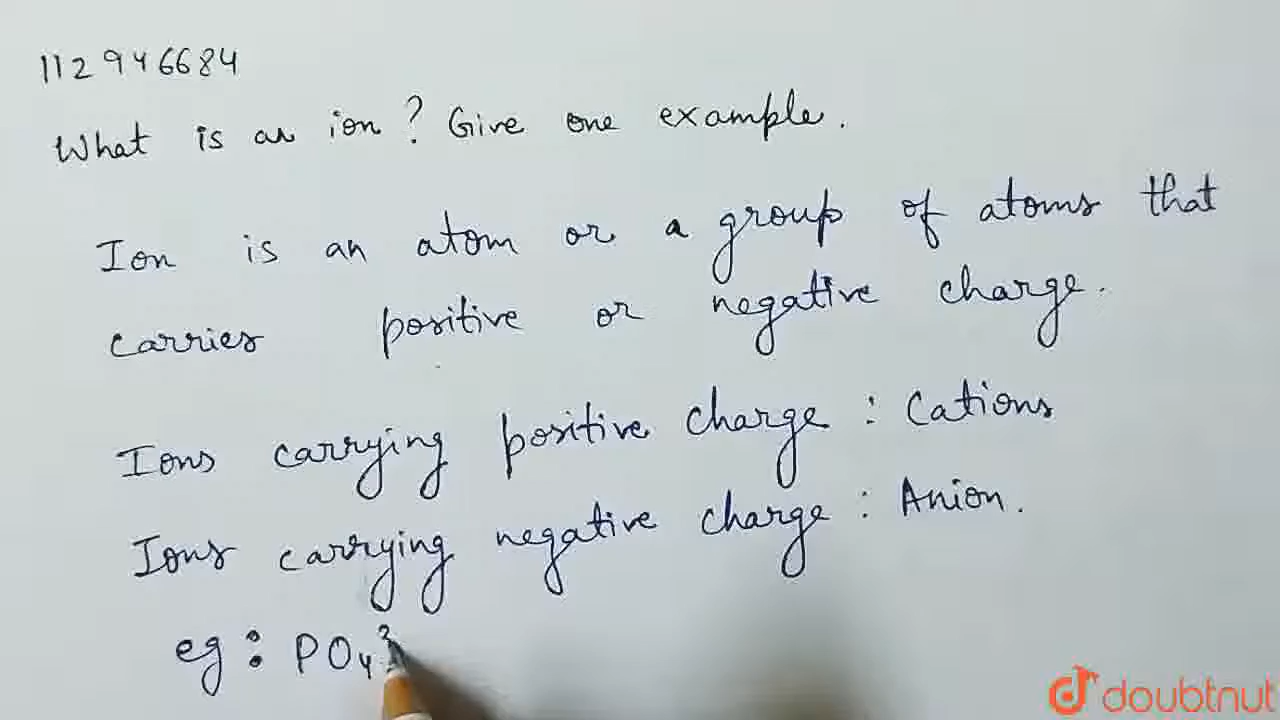 112946684
What is an ion? Give one example.
Ion is an atom or a group of atoms that
carries positive or negative charge.
Ions carrying positive charge : Cations
Ions carrying negative charge : Anion.
eg : PO₄³
doubtnut